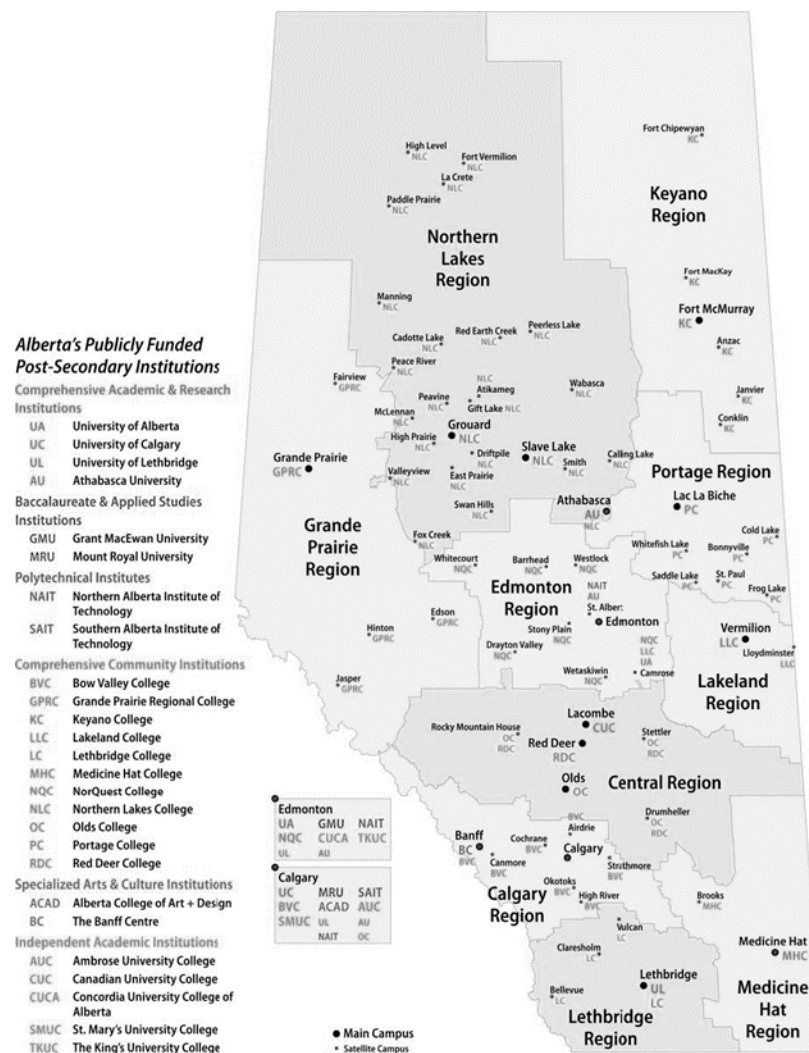 Alberta's Publicly Funded
Post-Secondary Institutions
Comprehensive Academic & Research
Institutions
UA University of Alberta
UC University of Calgary
UL University of Lethbridge
AU Athabasca University
Baccalaureate & Applied Studies
Institutions
GMU Grant MacEwan University
MRU Mount Royal University
Polytechnical Institutes
NAIT Northern Alberta Institute of
Technology
SAIT Southern Alberta Institute of
Technology
Comprehensive Community Institutions
BVC Bow Valley College
GPRC Grande Prairie Regional College
KC Keyano College
LLC Lakeland College
LC Lethbridge College
MHC Medicine Hat College
NQC NorQuest College
NLC Northern Lakes College
OC Olds College
PC Portage College
RDC Red Deer College
Specialized Arts & Culture Institutions
ACAD Alberta College of Art + Design
BC The Banff Centre
Independent Academic Institutions
AUC Ambrose University College
CUC Canadian University College
CUCA Concordia University College of
Alberta
SMUC St. Mary's University College
TKUC The King's University College
Edmonton
UA GMU NAIT
NQC CUCA TKUC
UL AU
Calgary
UC MRU SAIT
BVC ACAD AUC
SMUC UL AU
NAIT OC
Main Campus
Satellite Campus
Northern
Lakes
Region
High Level
NLC
Fort Vermilion
NLC
La Crete
NLC
Paddle Prairie
NLC
Manning
NLC
Cadotte Lake
NLC
Red Earth Creek
NLC
Peerless Lake
NLC
Peace River
NLC
NLC
Atikameg
Wabasca
NLC
Peavine
NLC
Gift Lake NLC
McLennan
NLC
Grouard
NLC
High Prairie
NLC
Driftpile
NLC
Slave Lake
NLC
Smith
NLC
Calling Lake
NLC
Valleyview
NLC
East Prairie
NLC
Swan Hills
NLC
Athabasca
AU
NLC
Fox Creek
NLC
Keyano
Region
Fort Chipewyan
KC
Fort MacKay
KC
Fort McMurray
KC
Anzac
KC
Janvier
KC
Conklin
KC
Grande
Prairie
Region
Fairview
GPRC
Grande Prairie
GPRC
Edson
GPRC
Hinton
GPRC
Jasper
GPRC
Portage Region
Lac La Biche
PC
Cold Lake
PC
Whitefish Lake
PC
Bonnyville
PC
Saddle Lake
PC
St. Paul
PC
Frog Lake
PC
Edmonton
Region
Whitecourt
NQC
Barrhead
NQC
Westlock
NQC
NAIT
AU
St. Alber:
Edmonton
Stony Plain
NQC
NQC
LLC
UA
Camrose
Drayton Valley
NQC
Wetaskiwin
NQC
Lakeland
Region
Vermilion
LLC
Lloydminster
LLC
Central Region
Lacombe
CUC
Rocky Mountain House
OC
RDC
Red Deer
RDC
Stettler
OC
RDC
Olds
OC
Drumheller
OC
RDC
Calgary
Region
Banff
BC
BVC
BVC
Airdrie
Cochrane
BVC
Canmore
BVC
Calgary
Strathmore
BVC
Okotoks
BVC
High River
BVC
Lethbridge
Region
Vulcan
LC
Claresholm
LC
Bellevue
LC
Lethbridge
UL
LC
Medicine
Hat
Region
Brooks
MHC
Medicine Hat
MHC